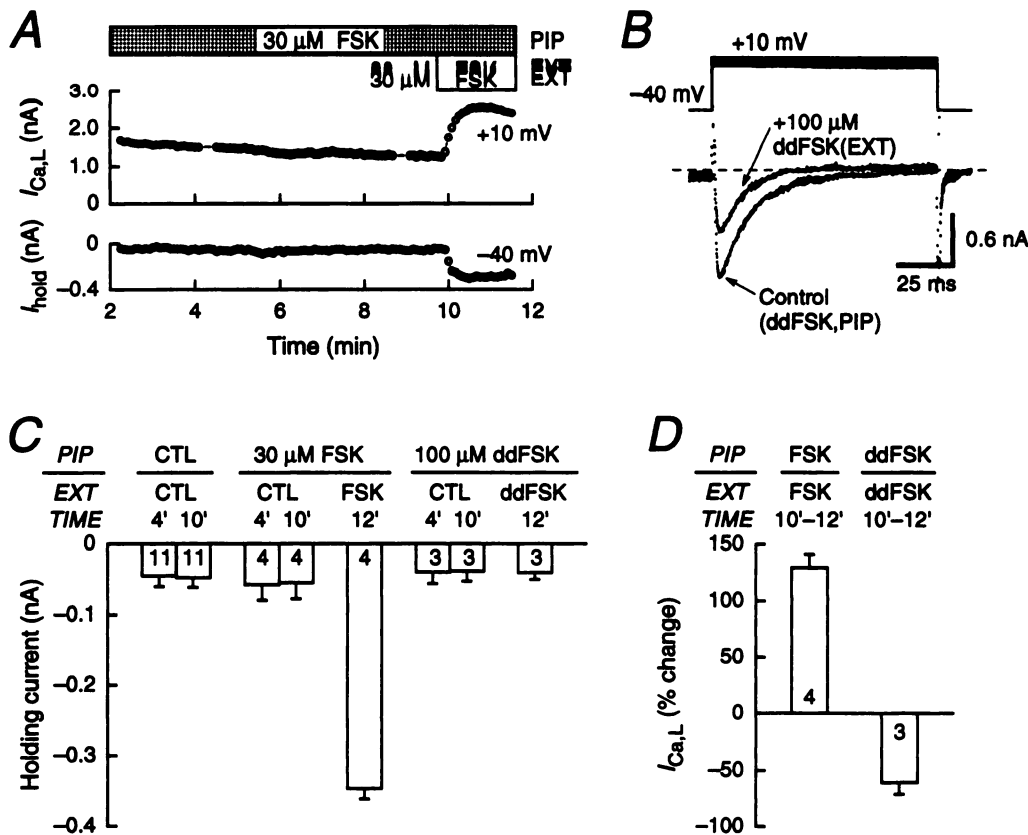 A
30 μM FSK PIP
30 μM FSK EXT
I_Ca,L (nA)
3.0
2.0
1.0
0
+10 mV
I_hold (nA)
0
−0.4
−40 mV
2 4 6 8 10 12
Time (min)
B
+10 mV
−40 mV
+100 μM
ddFSK(EXT)
0.6 nA
25 ms
Control
(ddFSK,PIP)
C
PIP CTL 30 μM FSK 100 μM ddFSK
EXT CTL CTL FSK CTL ddFSK
TIME 4' 10' 4' 10' 12' 4' 10' 12'
Holding current (nA)
0
−0.1
−0.2
−0.3
−0.4
11 11 4 4 4 3 3 3
D
PIP FSK ddFSK
EXT FSK ddFSK
TIME 10'−12' 10'−12'
I_Ca,L (% change)
150
100
50
0
−50
−100
4
3